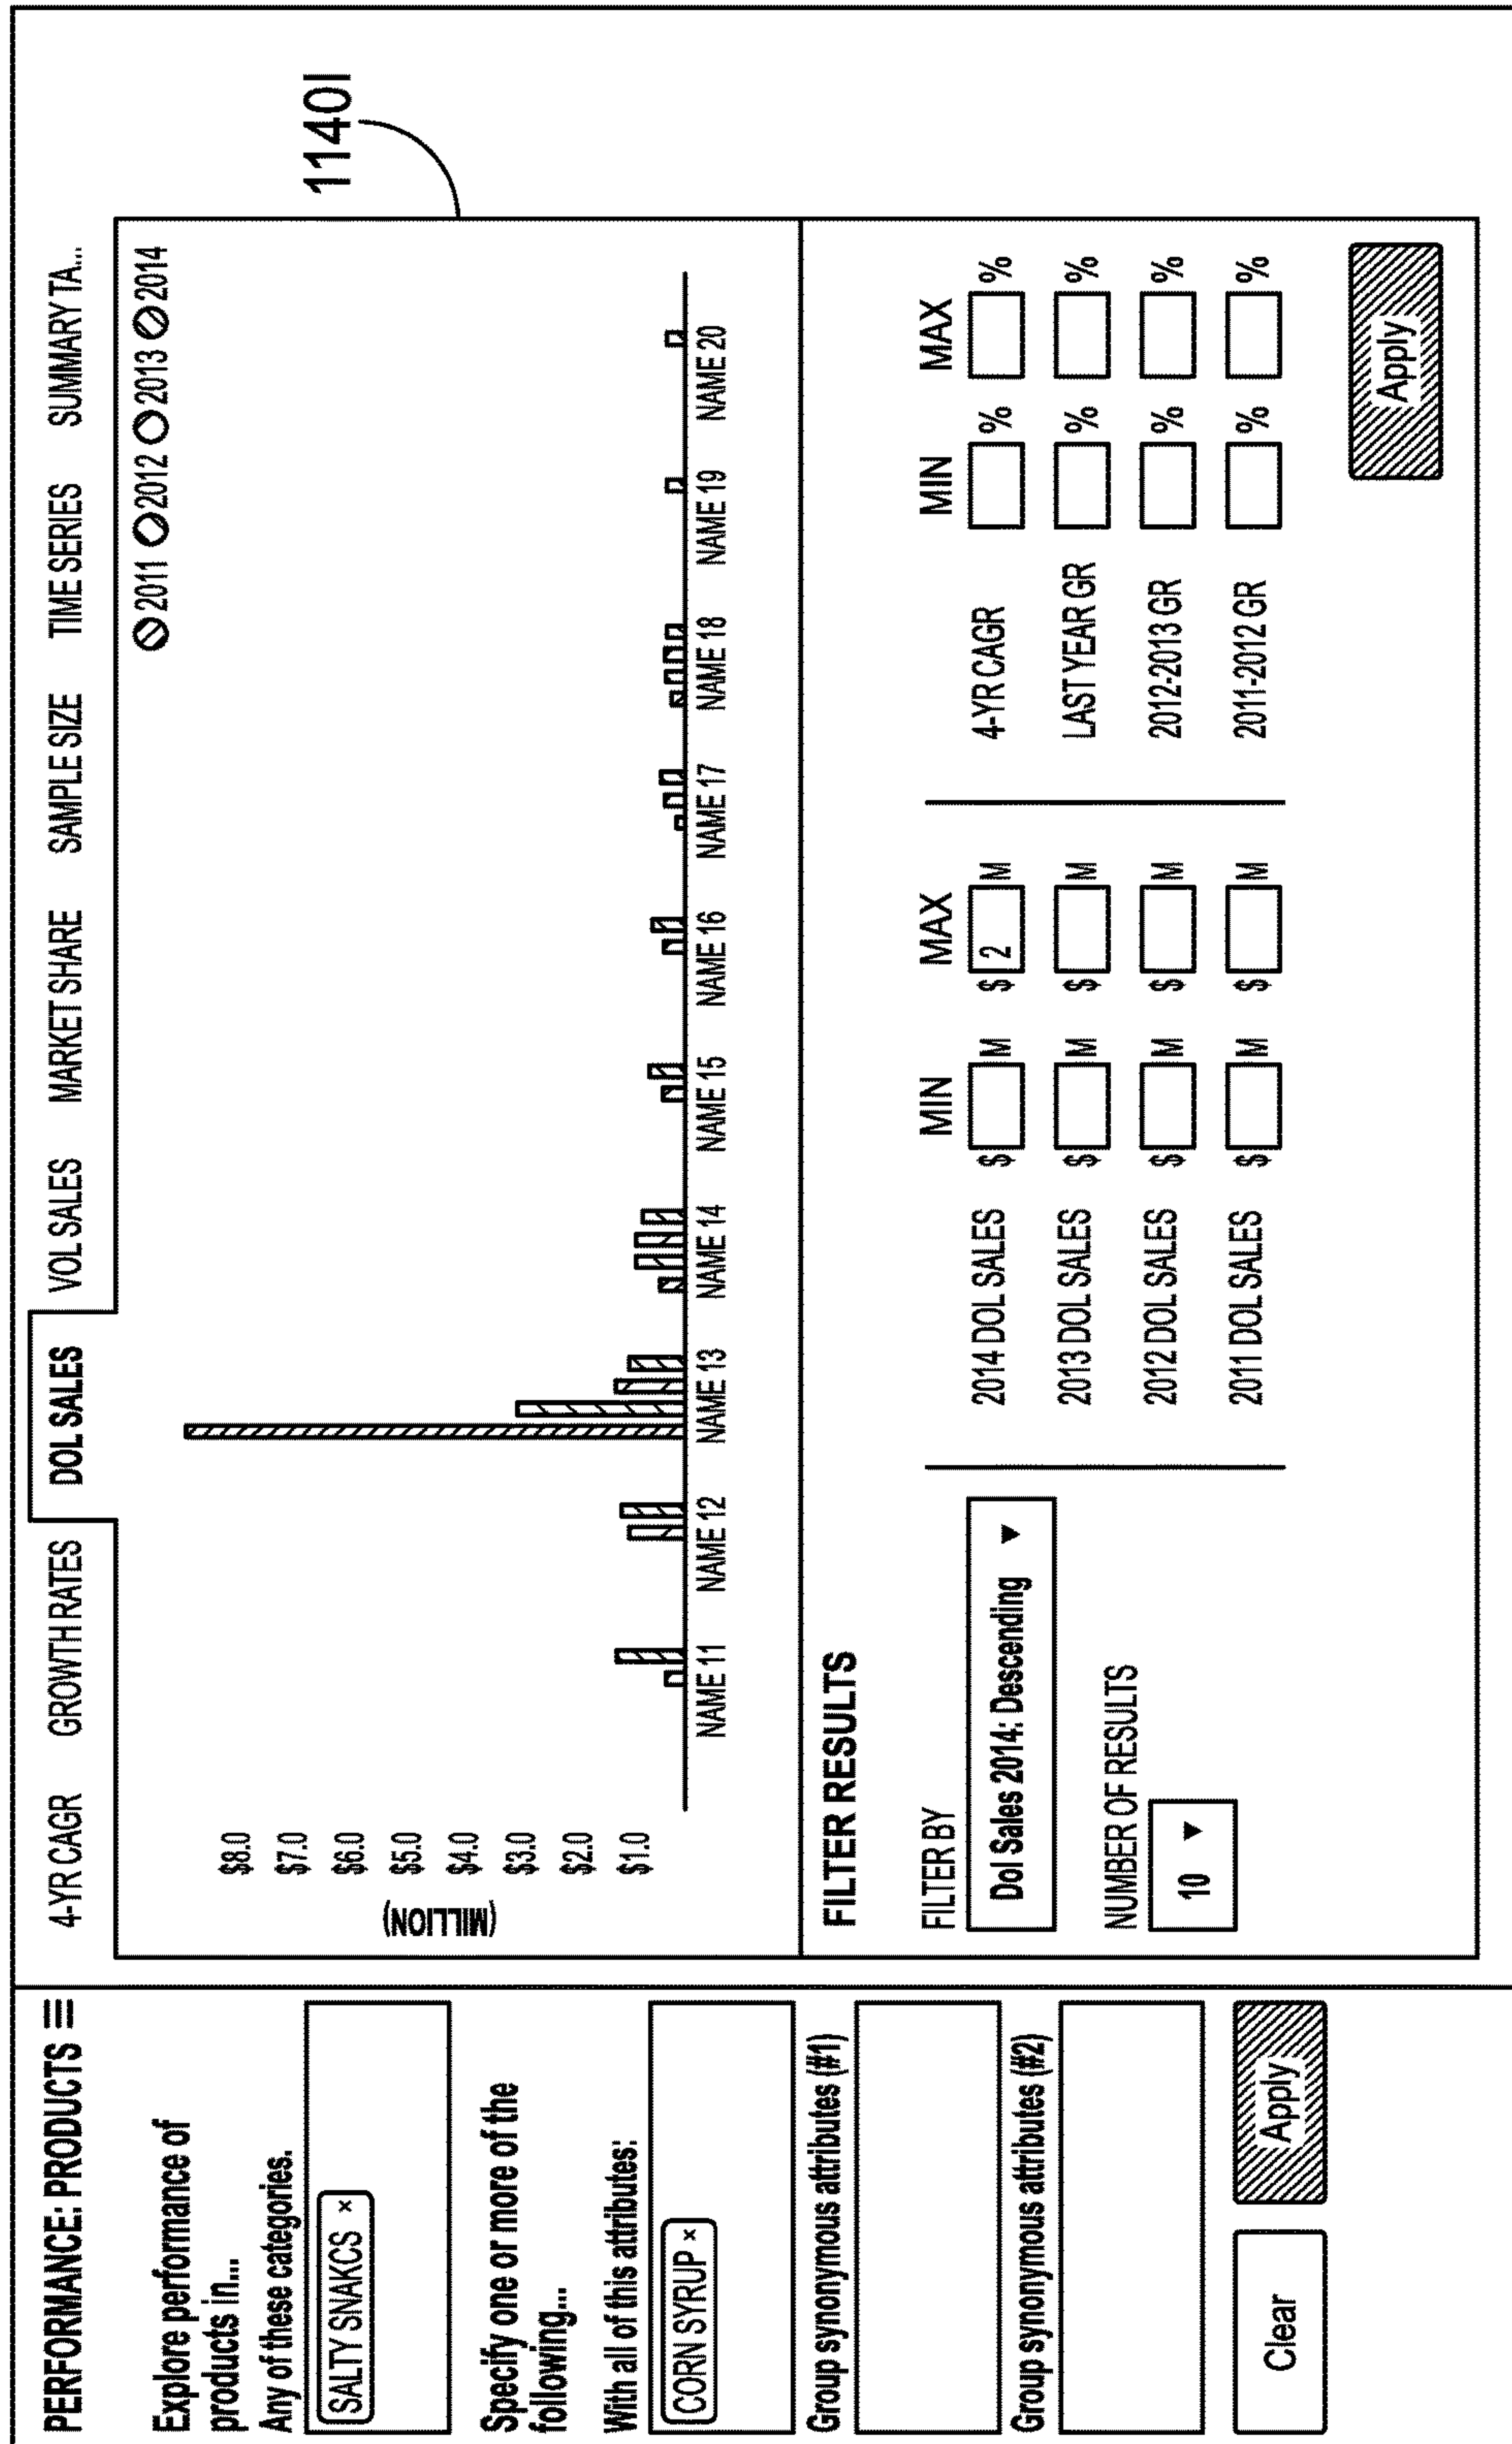 PERFORMANCE: PRODUCTS
Explore performance of
products in...
Any of these categories.
SALTY SNAKCS ×
Specify one or more of the
following...
With all of this attributes:
CORN SYRUP ×
Group synonymous attributes (#1)
Group synonymous attributes (#2)
Clear Apply
4-YR CAGR GROWTH RATES DOL SALES VOL SALES MARKET SHARE SAMPLE SIZE TIME SERIES SUMMARY TA...
2011 2012 2013 2014
(MILLION)
$8.0
$7.0
$6.0
$5.0
$4.0
$3.0
$2.0
$1.0
NAME 11 NAME 12 NAME 13 NAME 14 NAME 15 NAME 16 NAME 17 NAME 18 NAME 19 NAME 20
1140I
FILTER RESULTS
FILTER BY
Dol Sales 2014: Descending ▼
NUMBER OF RESULTS
10 ▼
MIN MAX
2014 DOL SALES $ M $ 2 M
2013 DOL SALES $ M $ M
2012 DOL SALES $ M $ M
2011 DOL SALES $ M $ M
MIN MAX
4-YR CAGR % %
LAST YEAR GR % %
2012-2013 GR % %
2011-2012 GR % %
Apply